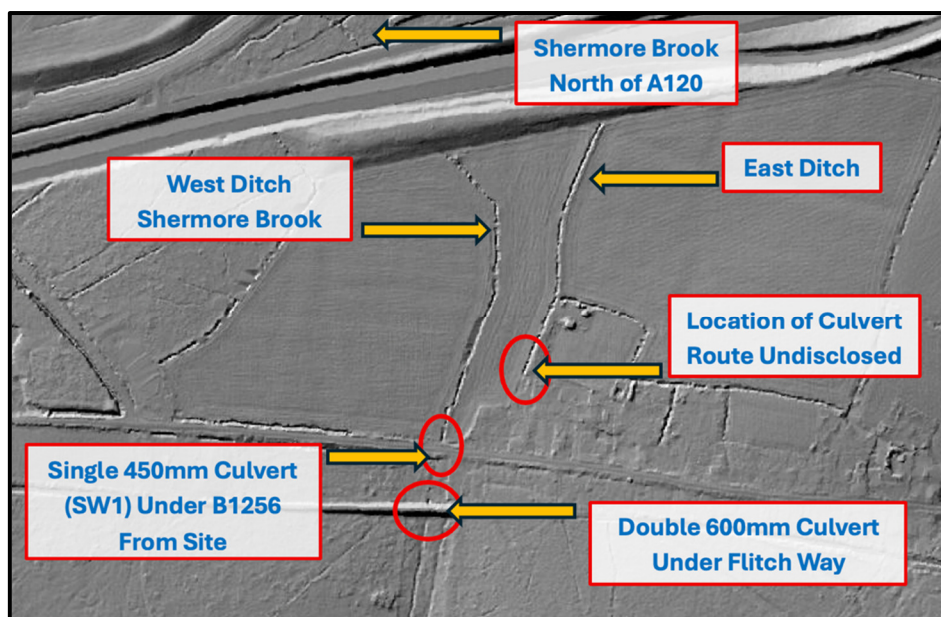 Shermore Brook
North of A120
West Ditch
Shermore Brook
East Ditch
Location of Culvert
Route Undisclosed
Single 450mm Culvert
(SW1) Under B1256
From Site
Double 600mm Culvert
Under Flitch Way